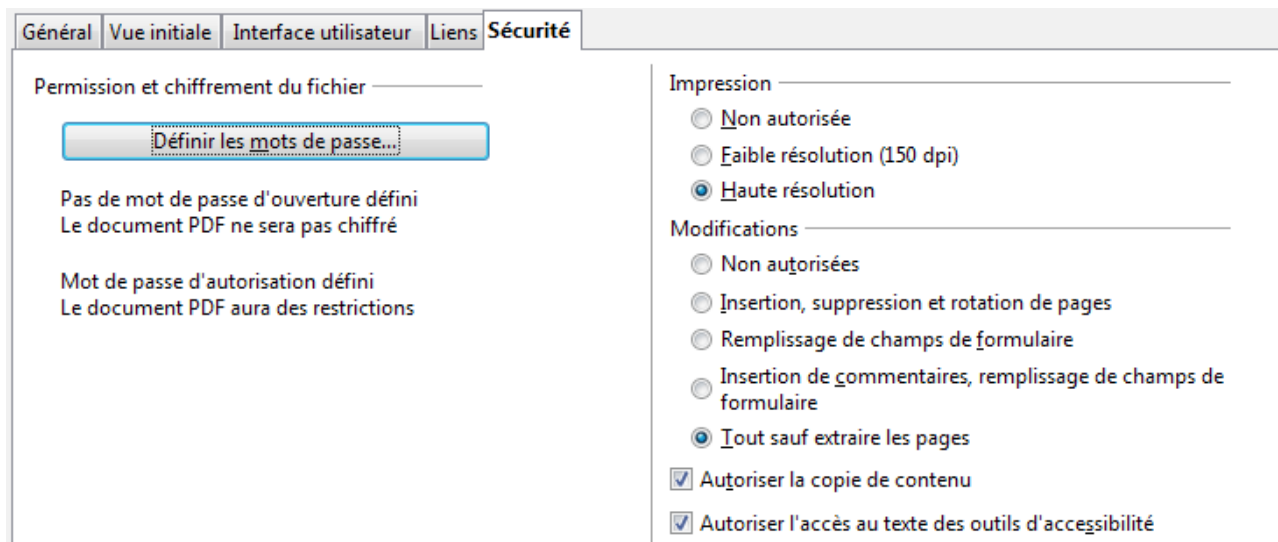 Général Vue initiale Interface utilisateur Liens Sécurité
Permission et chiffrement du fichier
Définir les mots de passe...
Pas de mot de passe d'ouverture défini
Le document PDF ne sera pas chiffré
Mot de passe d'autorisation défini
Le document PDF aura des restrictions
Impression
Non autorisée
Faible résolution (150 dpi)
Haute résolution
Modifications
Non autorisées
Insertion, suppression et rotation de pages
Remplissage de champs de formulaire
Insertion de commentaires, remplissage de champs de
formulaire
Tout sauf extraire les pages
Autoriser la copie de contenu
Autoriser l'accès au texte des outils d'accessibilité